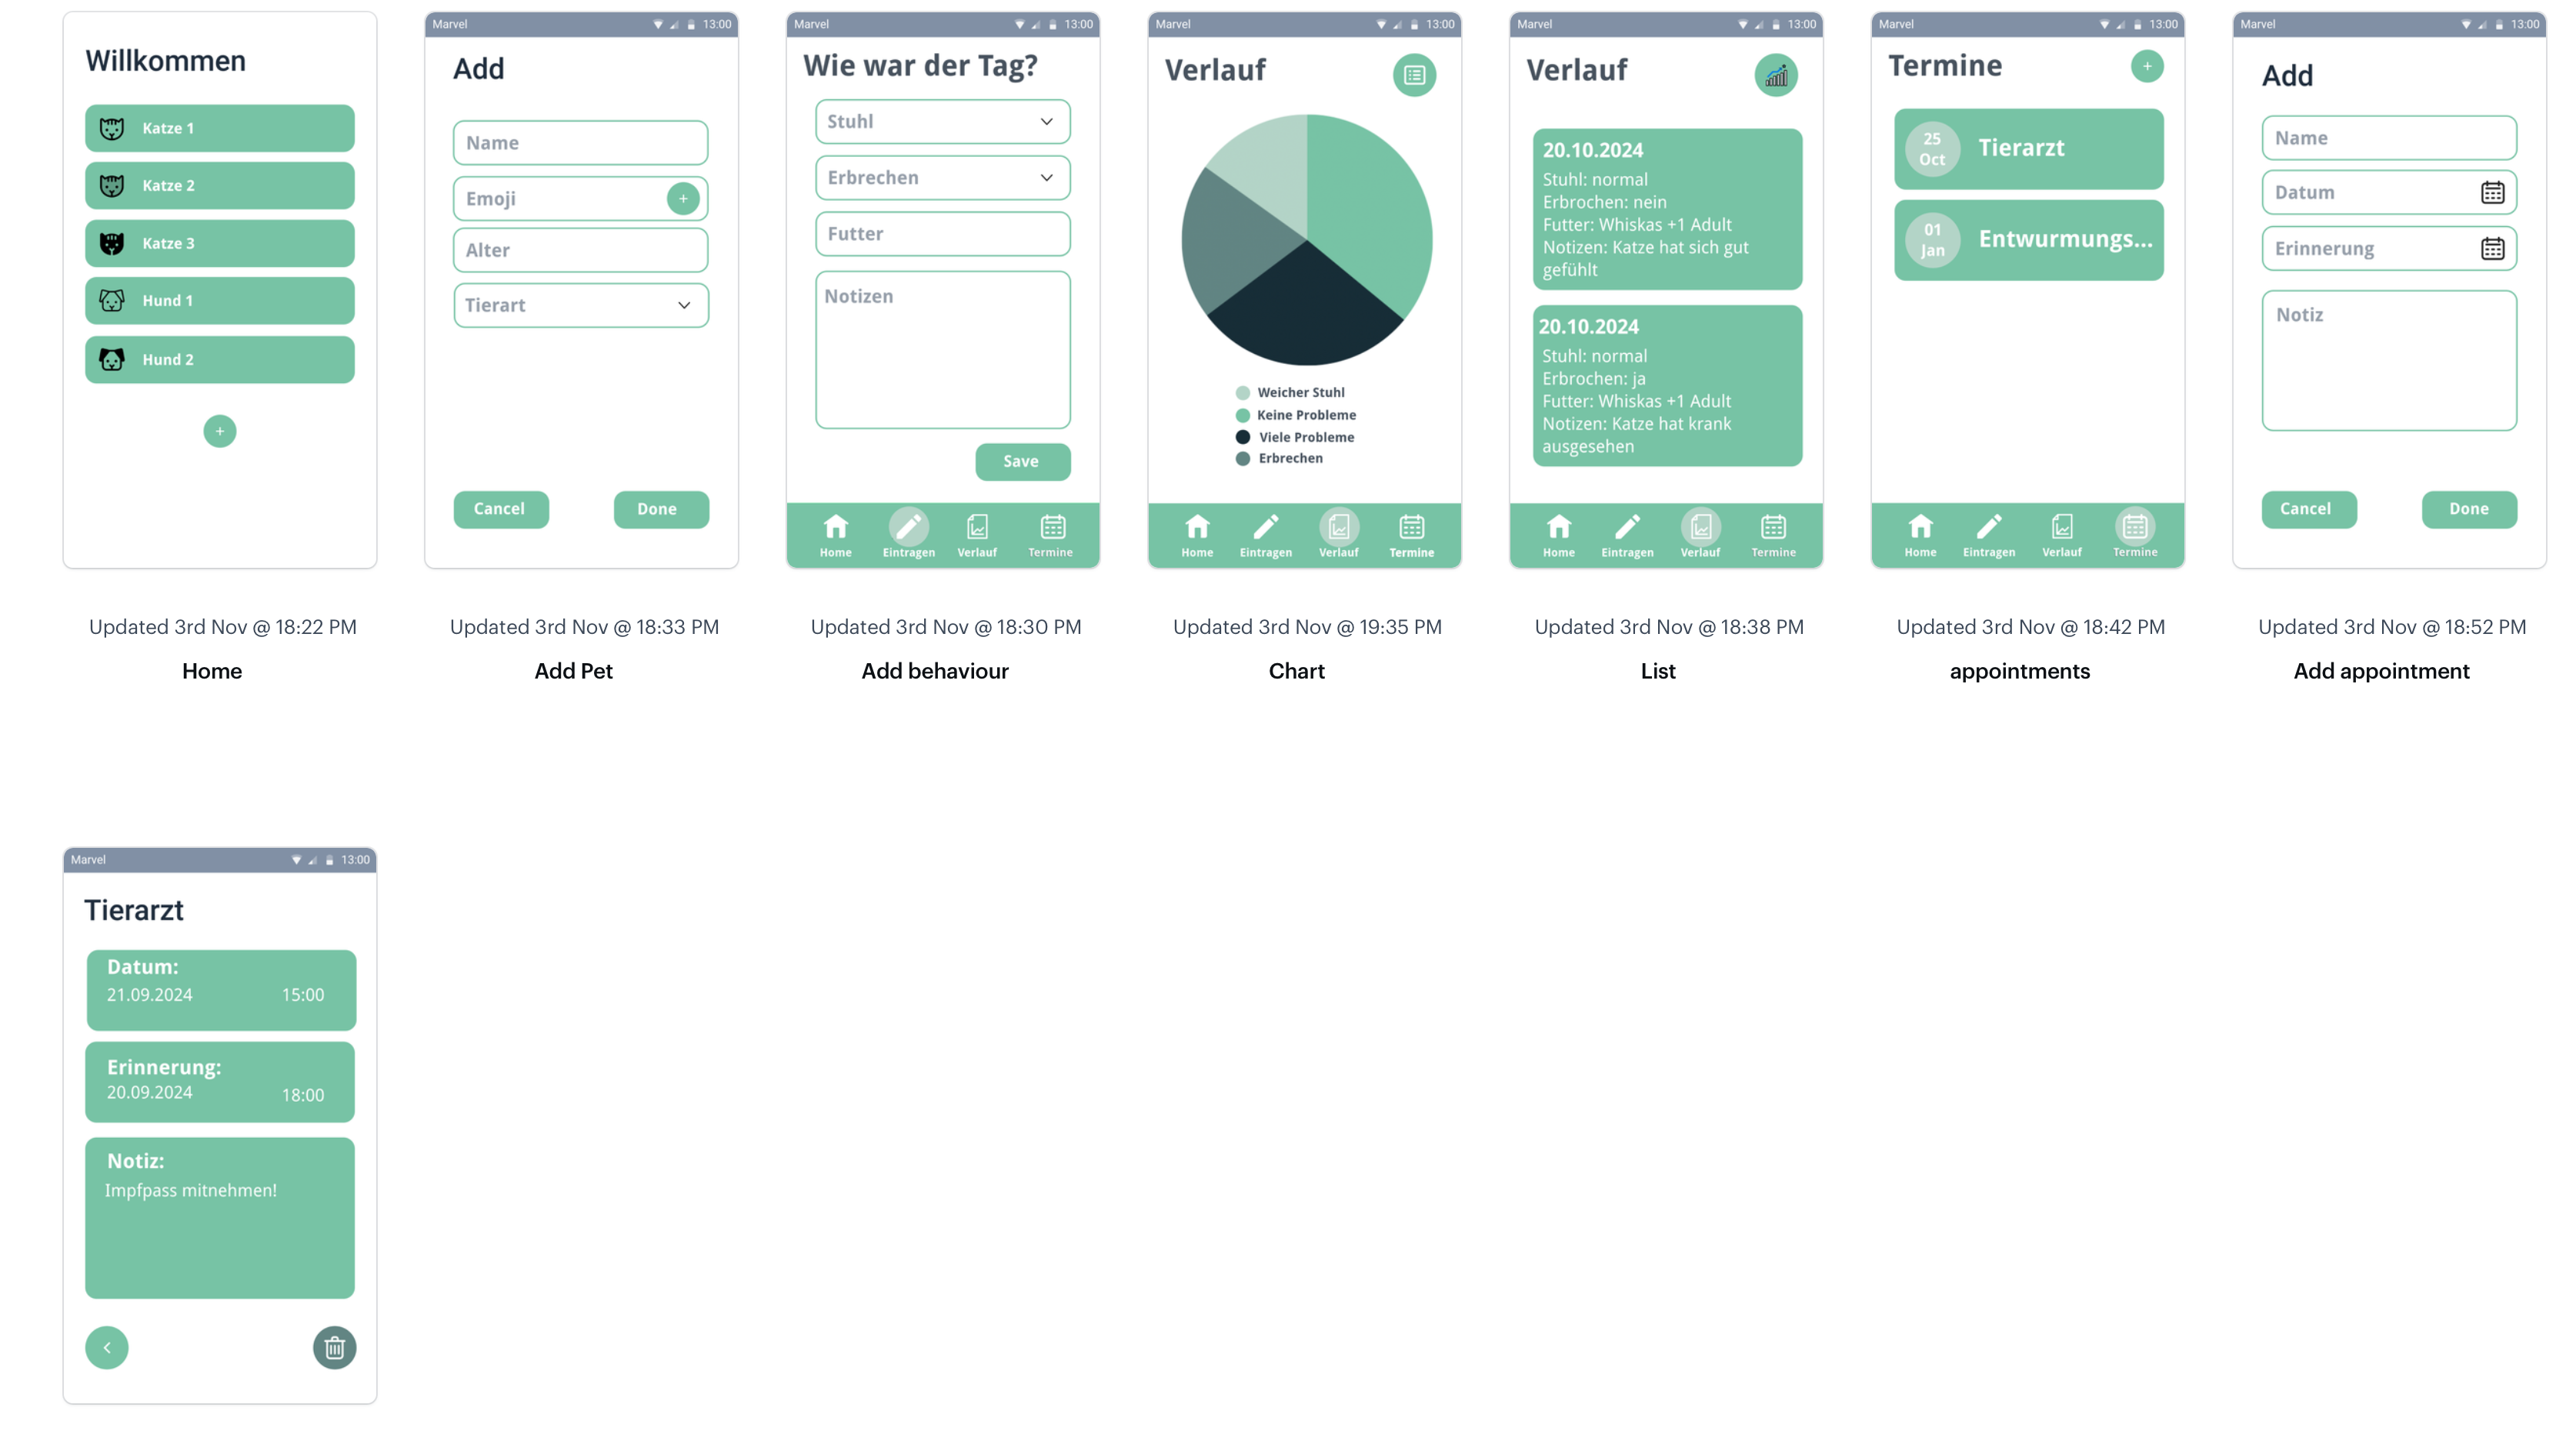 Willkommen
Katze 1
Katze 2
Katze 3
Hund 1
Hund 2
+
Updated 3rd Nov @ 18:22 PM
Home
Marvel 13:00
Add
Name
Emoji +
Alter
Tierart
Cancel Done
Updated 3rd Nov @ 18:33 PM
Add Pet
Marvel 13:00
Wie war der Tag?
Stuhl
Erbrechen
Futter
Notizen
Save
Home Eintragen Verlauf Termine
Updated 3rd Nov @ 18:30 PM
Add behaviour
Marvel 13:00
Verlauf
Weicher Stuhl
Keine Probleme
Viele Probleme
Erbrechen
Home Eintragen Verlauf Termine
Updated 3rd Nov @ 19:35 PM
Chart
Marvel 13:00
Verlauf
20.10.2024
Stuhl: normal
Erbrochen: nein
Futter: Whiskas +1 Adult
Notizen: Katze hat sich gut
gefühlt
20.10.2024
Stuhl: normal
Erbrochen: ja
Futter: Whiskas +1 Adult
Notizen: Katze hat krank
ausgesehen
Home Eintragen Verlauf Termine
Updated 3rd Nov @ 18:38 PM
List
Marvel 13:00
Termine +
25
Oct
Tierarzt
01
Jan
Entwurmungs...
Home Eintragen Verlauf Termine
Updated 3rd Nov @ 18:42 PM
appointments
Marvel 13:00
Add
Name
Datum
Erinnerung
Notiz
Cancel Done
Updated 3rd Nov @ 18:52 PM
Add appointment
Marvel 13:00
Tierarzt
Datum:
21.09.2024 15:00
Erinnerung:
20.09.2024 18:00
Notiz:
Impfpass mitnehmen!